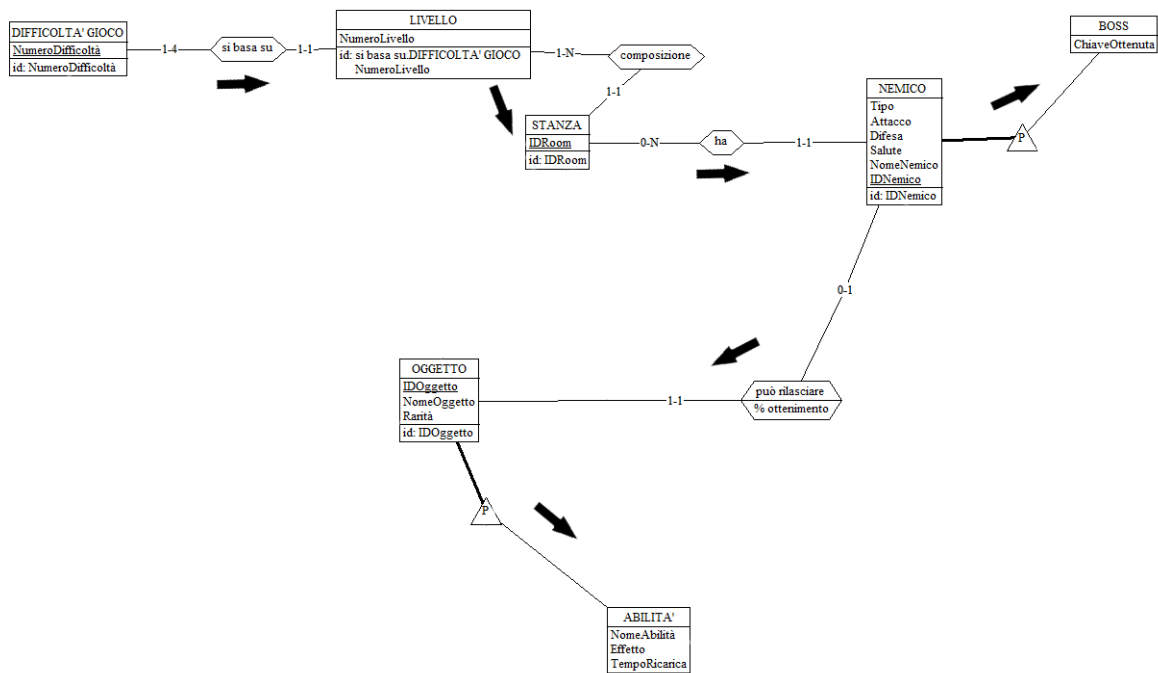 DIFFICOLTA' GIOCO
NumeroDifficoltà
id: NumeroDifficoltà
1-4
si basa su
1-1
LIVELLO
NumeroLivello
id: si basa su.DIFFICOLTA' GIOCO
NumeroLivello
1-N
composizione
1-1
STANZA
IDRoom
id: IDRoom
0-N
ha
1-1
NEMICO
Tipo
Attacco
Difesa
Salute
NomeNemico
IDNemico
id: IDNemico
P
BOSS
ChiaveOttenuta
0-1
può rilasciare
% ottenimento
1-1
OGGETTO
IDOggetto
NomeOggetto
Rarità
id: IDOggetto
P
ABILITA'
NomeAbilità
Effetto
TempoRicarica